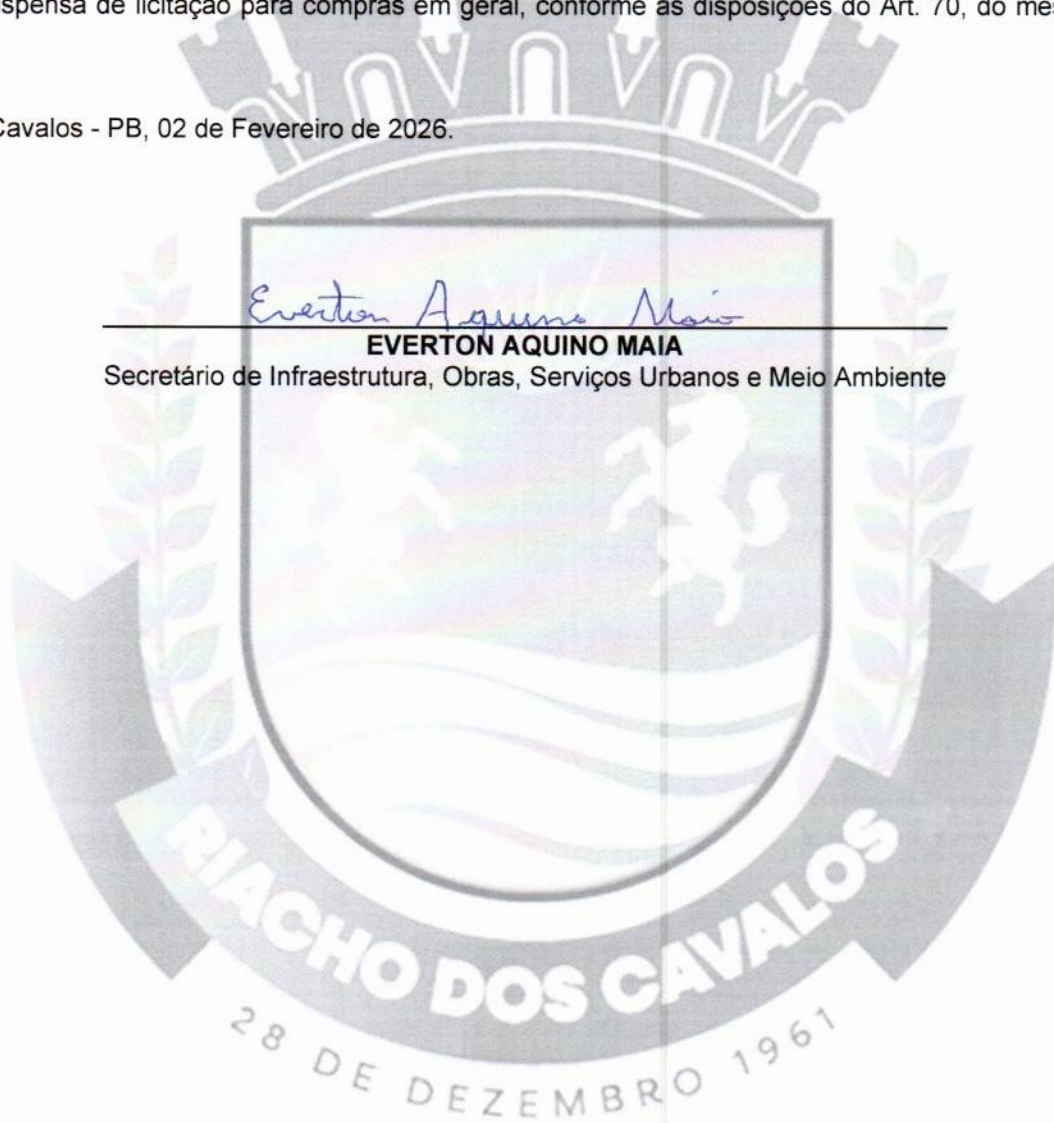 spensa de licitação para compras em geral, conforme as disposições do Art. 70, do mes
Cavalos - PB, 02 de Fevereiro de 2026.
Everton Aquino Maia
EVERTON AQUINO MAIA
Secretário de Infraestrutura, Obras, Serviços Urbanos e Meio Ambiente
RIACHO DOS CAVALOS
28 DE DEZEMBRO 1961